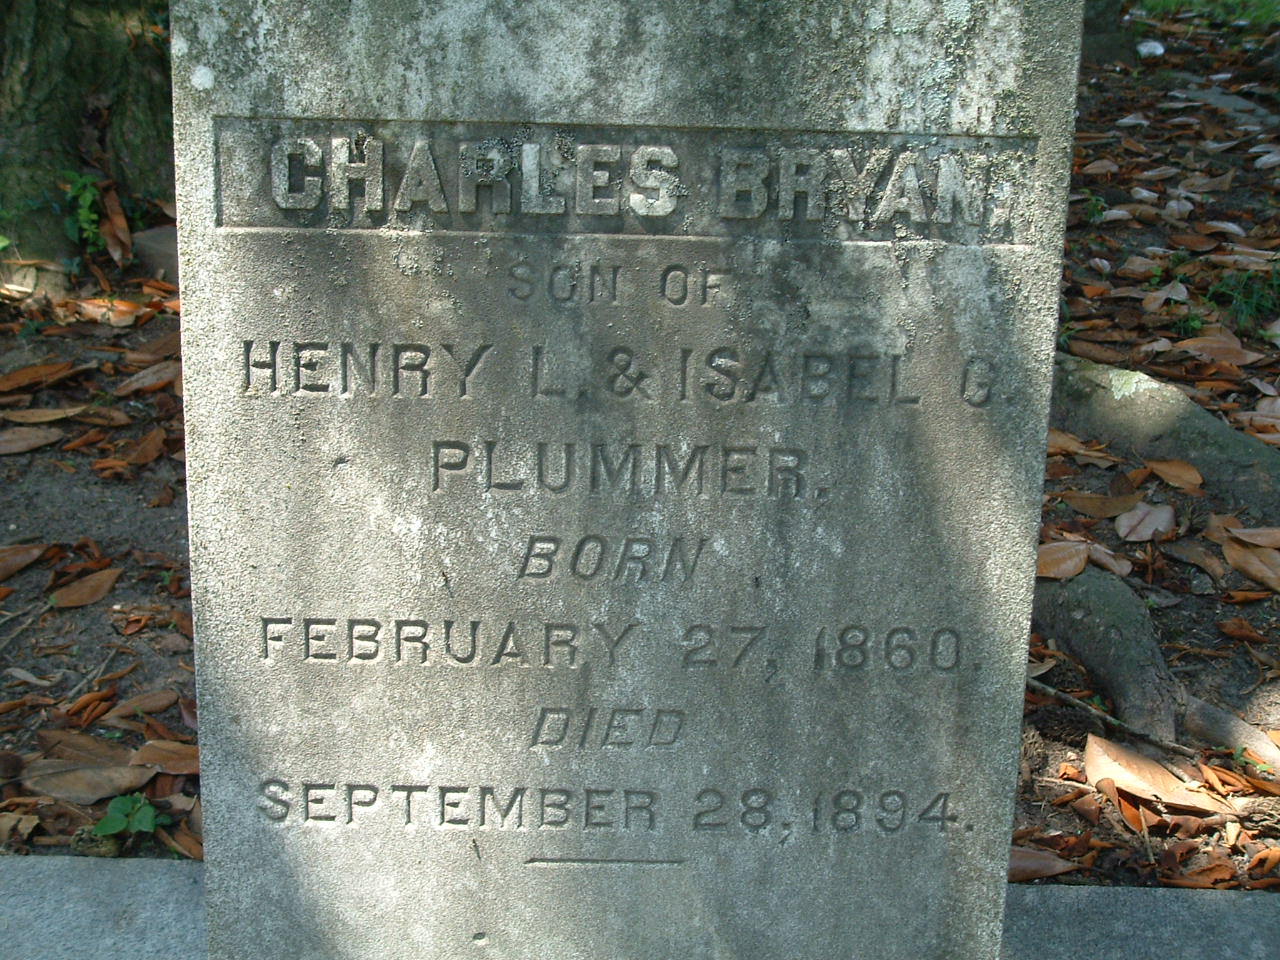 CHARLES BRYAN,
SON OF
HENRY L. & ISABEL G.
PLUMMER.
BORN
FEBRUARY 27, 1860.
DIED
SEPTEMBER 28, 1894.